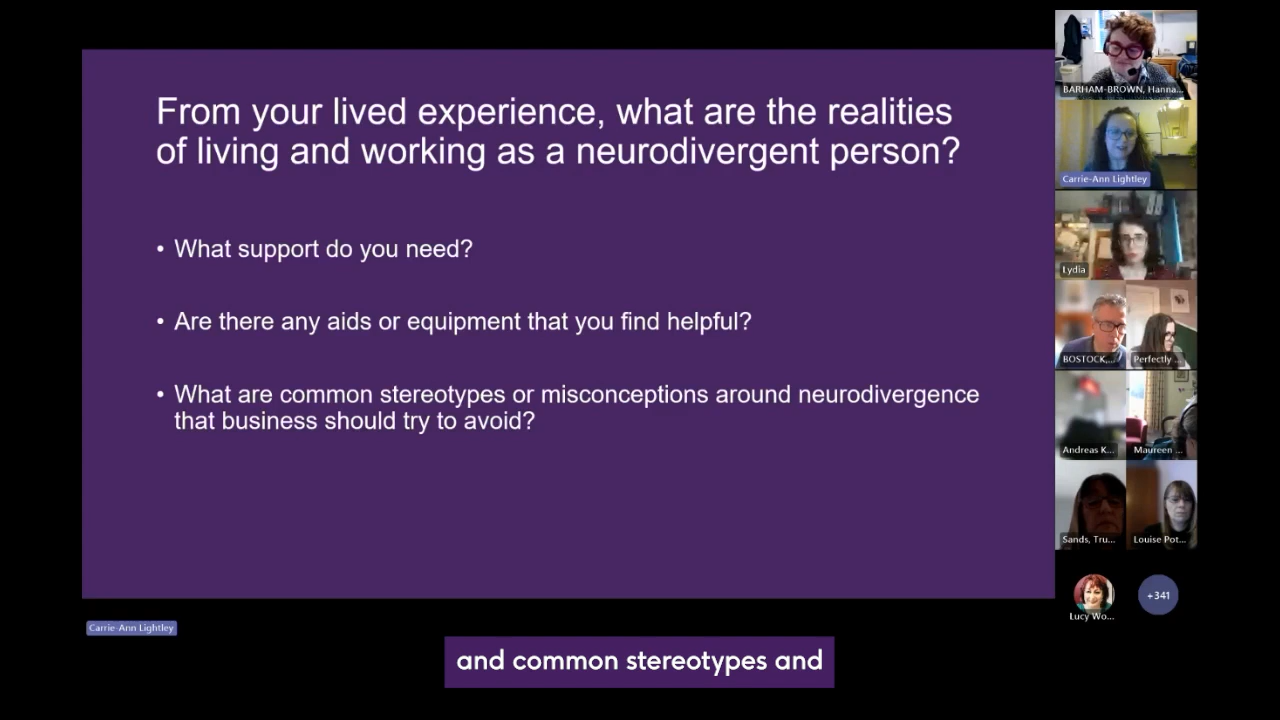 From your lived experience, what are the realities
of living and working as a neurodivergent person?
• What support do you need?
• Are there any aids or equipment that you find helpful?
• What are common stereotypes or misconceptions around neurodivergence
that business should try to avoid?
BARHAM-BROWN, Hanna...
Carrie-Ann Lightley
Lydia
BOSTOCK,...
Perfectly ...
Andreas K...
Maureen ...
Sands, Tru...
Louise Pot...
Lucy Wo...
+341
Carrie-Ann Lightley
and common stereotypes and